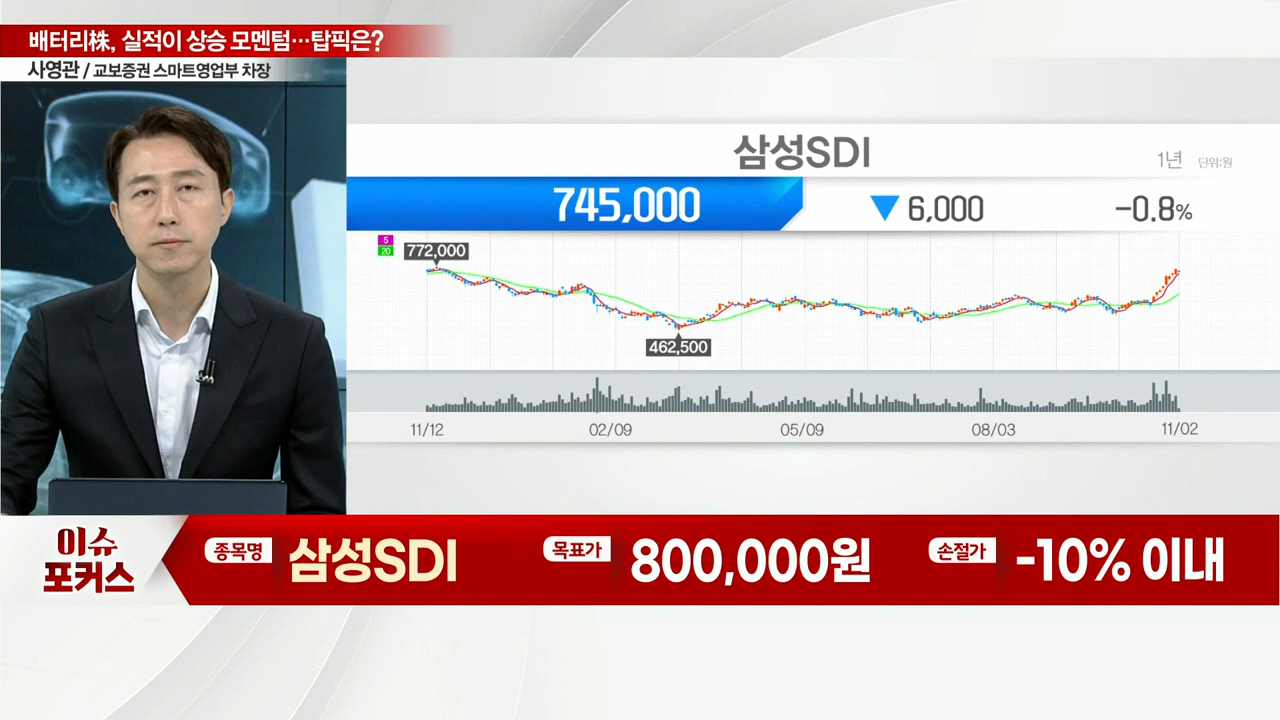 배터리株, 실적이 상승 모멘텀…탑픽은?
사영관 / 교보증권 스마트영업부 차장
삼성SDI
1년 단위:원
745,000 ▼ 6,000 -0.8%
5
20
772,000
462,500
11/12 02/09 05/09 08/03 11/02
이슈
포커스
종목명 삼성SDI 목표가 800,000원 손절가 -10% 이내